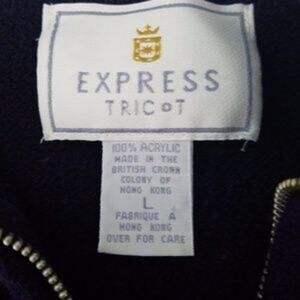 EXPRESS
TRICOT
100% ACRYLIC
MADE IN THE
BRITISH CROWN
COLONY OF
HONG KONG
L
FABRIQUE À
HONG KONG
OVER FOR CARE